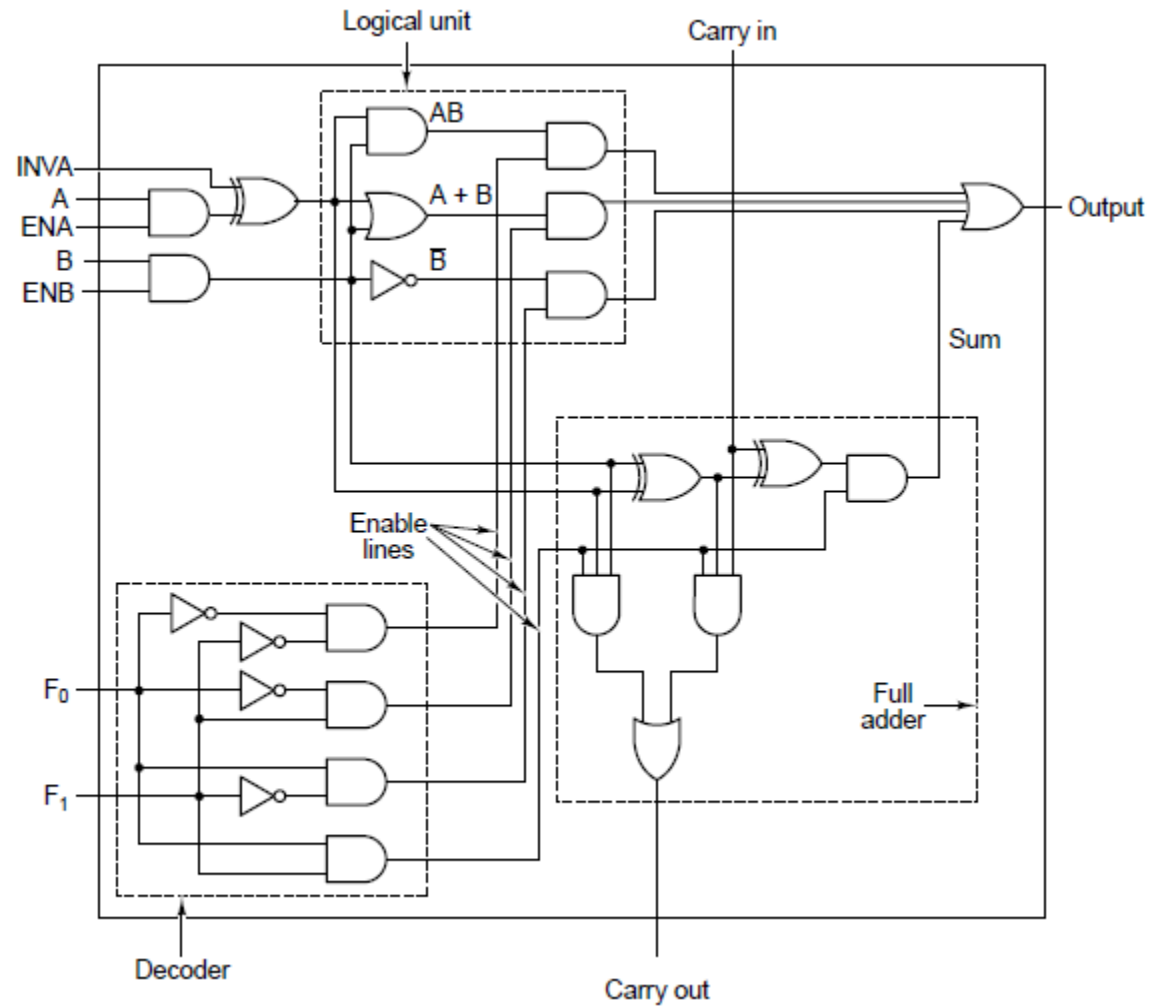 Logical unit
Carry in
INVA
A
ENA
B
ENB
AB
A + B
B̅
Output
Sum
Enable
lines
F₀
F₁
Full
adder
Decoder
Carry out